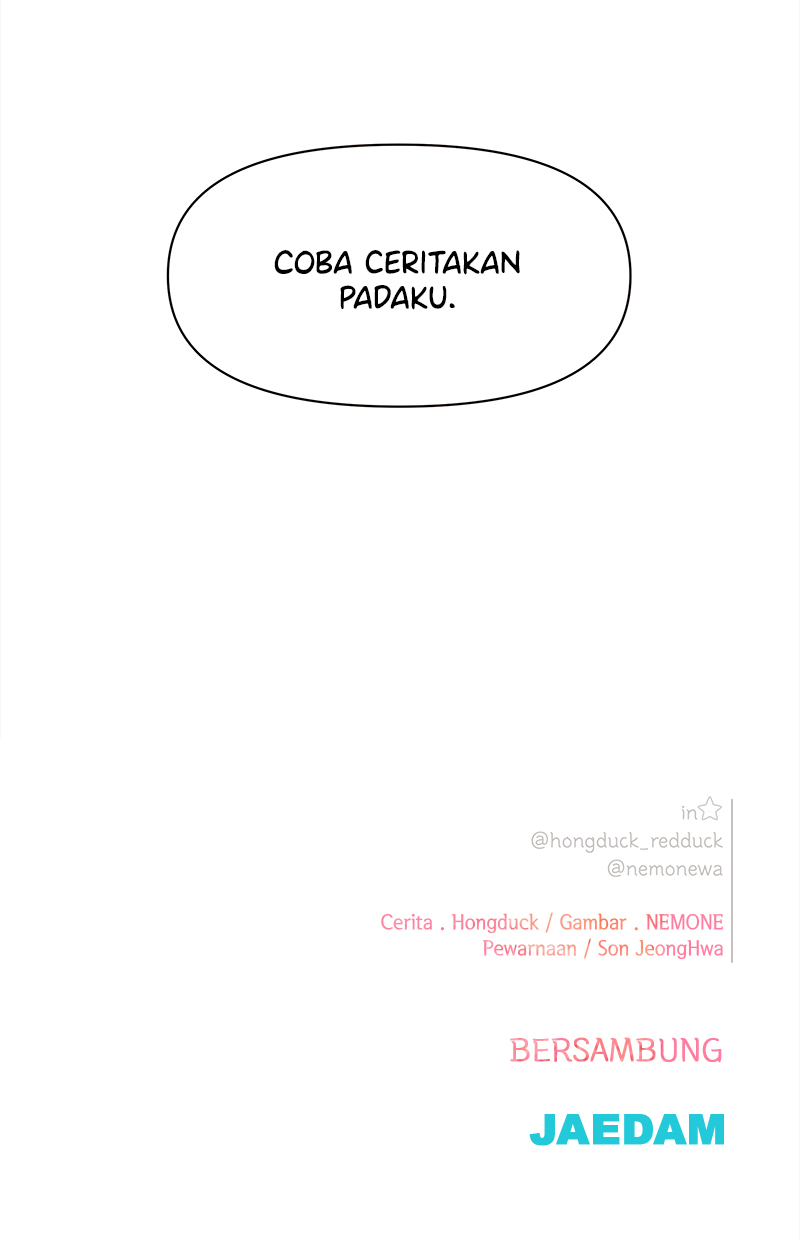 COBA CERITAKAN
PADAKU.
in☆
@hongduck_redduck
@nemonewa
Cerita . Hongduck / Gambar . NEMONE
Pewarnaan / Son JeongHwa
BERSAMBUNG
JAEDAM